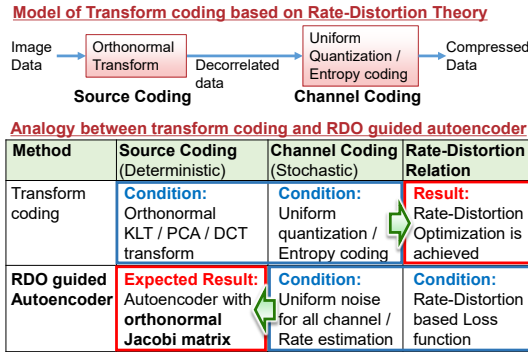 Model of Transform coding based on Rate-Distortion Theory
Image Data
Orthonormal Transform
Decorrelated data
Uniform Quantization / Entropy coding
Compressed Data
Source Coding
Channel Coding
Analogy between transform coding and RDO guided autoencoder
Method
Source Coding (Deterministic)
Channel Coding (Stochastic)
Rate-Distortion Relation
Transform coding
Condition:
Orthonormal
KLT / PCA / DCT
transform
Condition:
Uniform
quantization /
Entropy coding
Result:
Rate-Distortion
Optimization is
achieved
RDO guided
Autoencoder
Expected Result:
Autoencoder with
orthonormal
Jacobi matrix
Condition:
Uniform noise
for all channel /
Rate estimation
Condition:
Rate-Distortion
based Loss
function